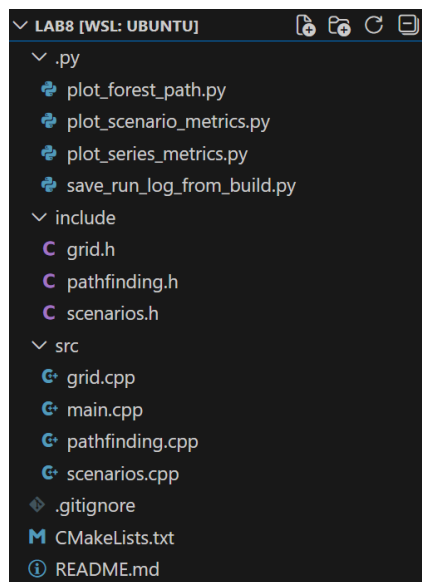 LAB8 [WSL: UBUNTU]
.py
plot_forest_path.py
plot_scenario_metrics.py
plot_series_metrics.py
save_run_log_from_build.py
include
C grid.h
C pathfinding.h
C scenarios.h
src
grid.cpp
main.cpp
pathfinding.cpp
scenarios.cpp
.gitignore
M CMakeLists.txt
README.md